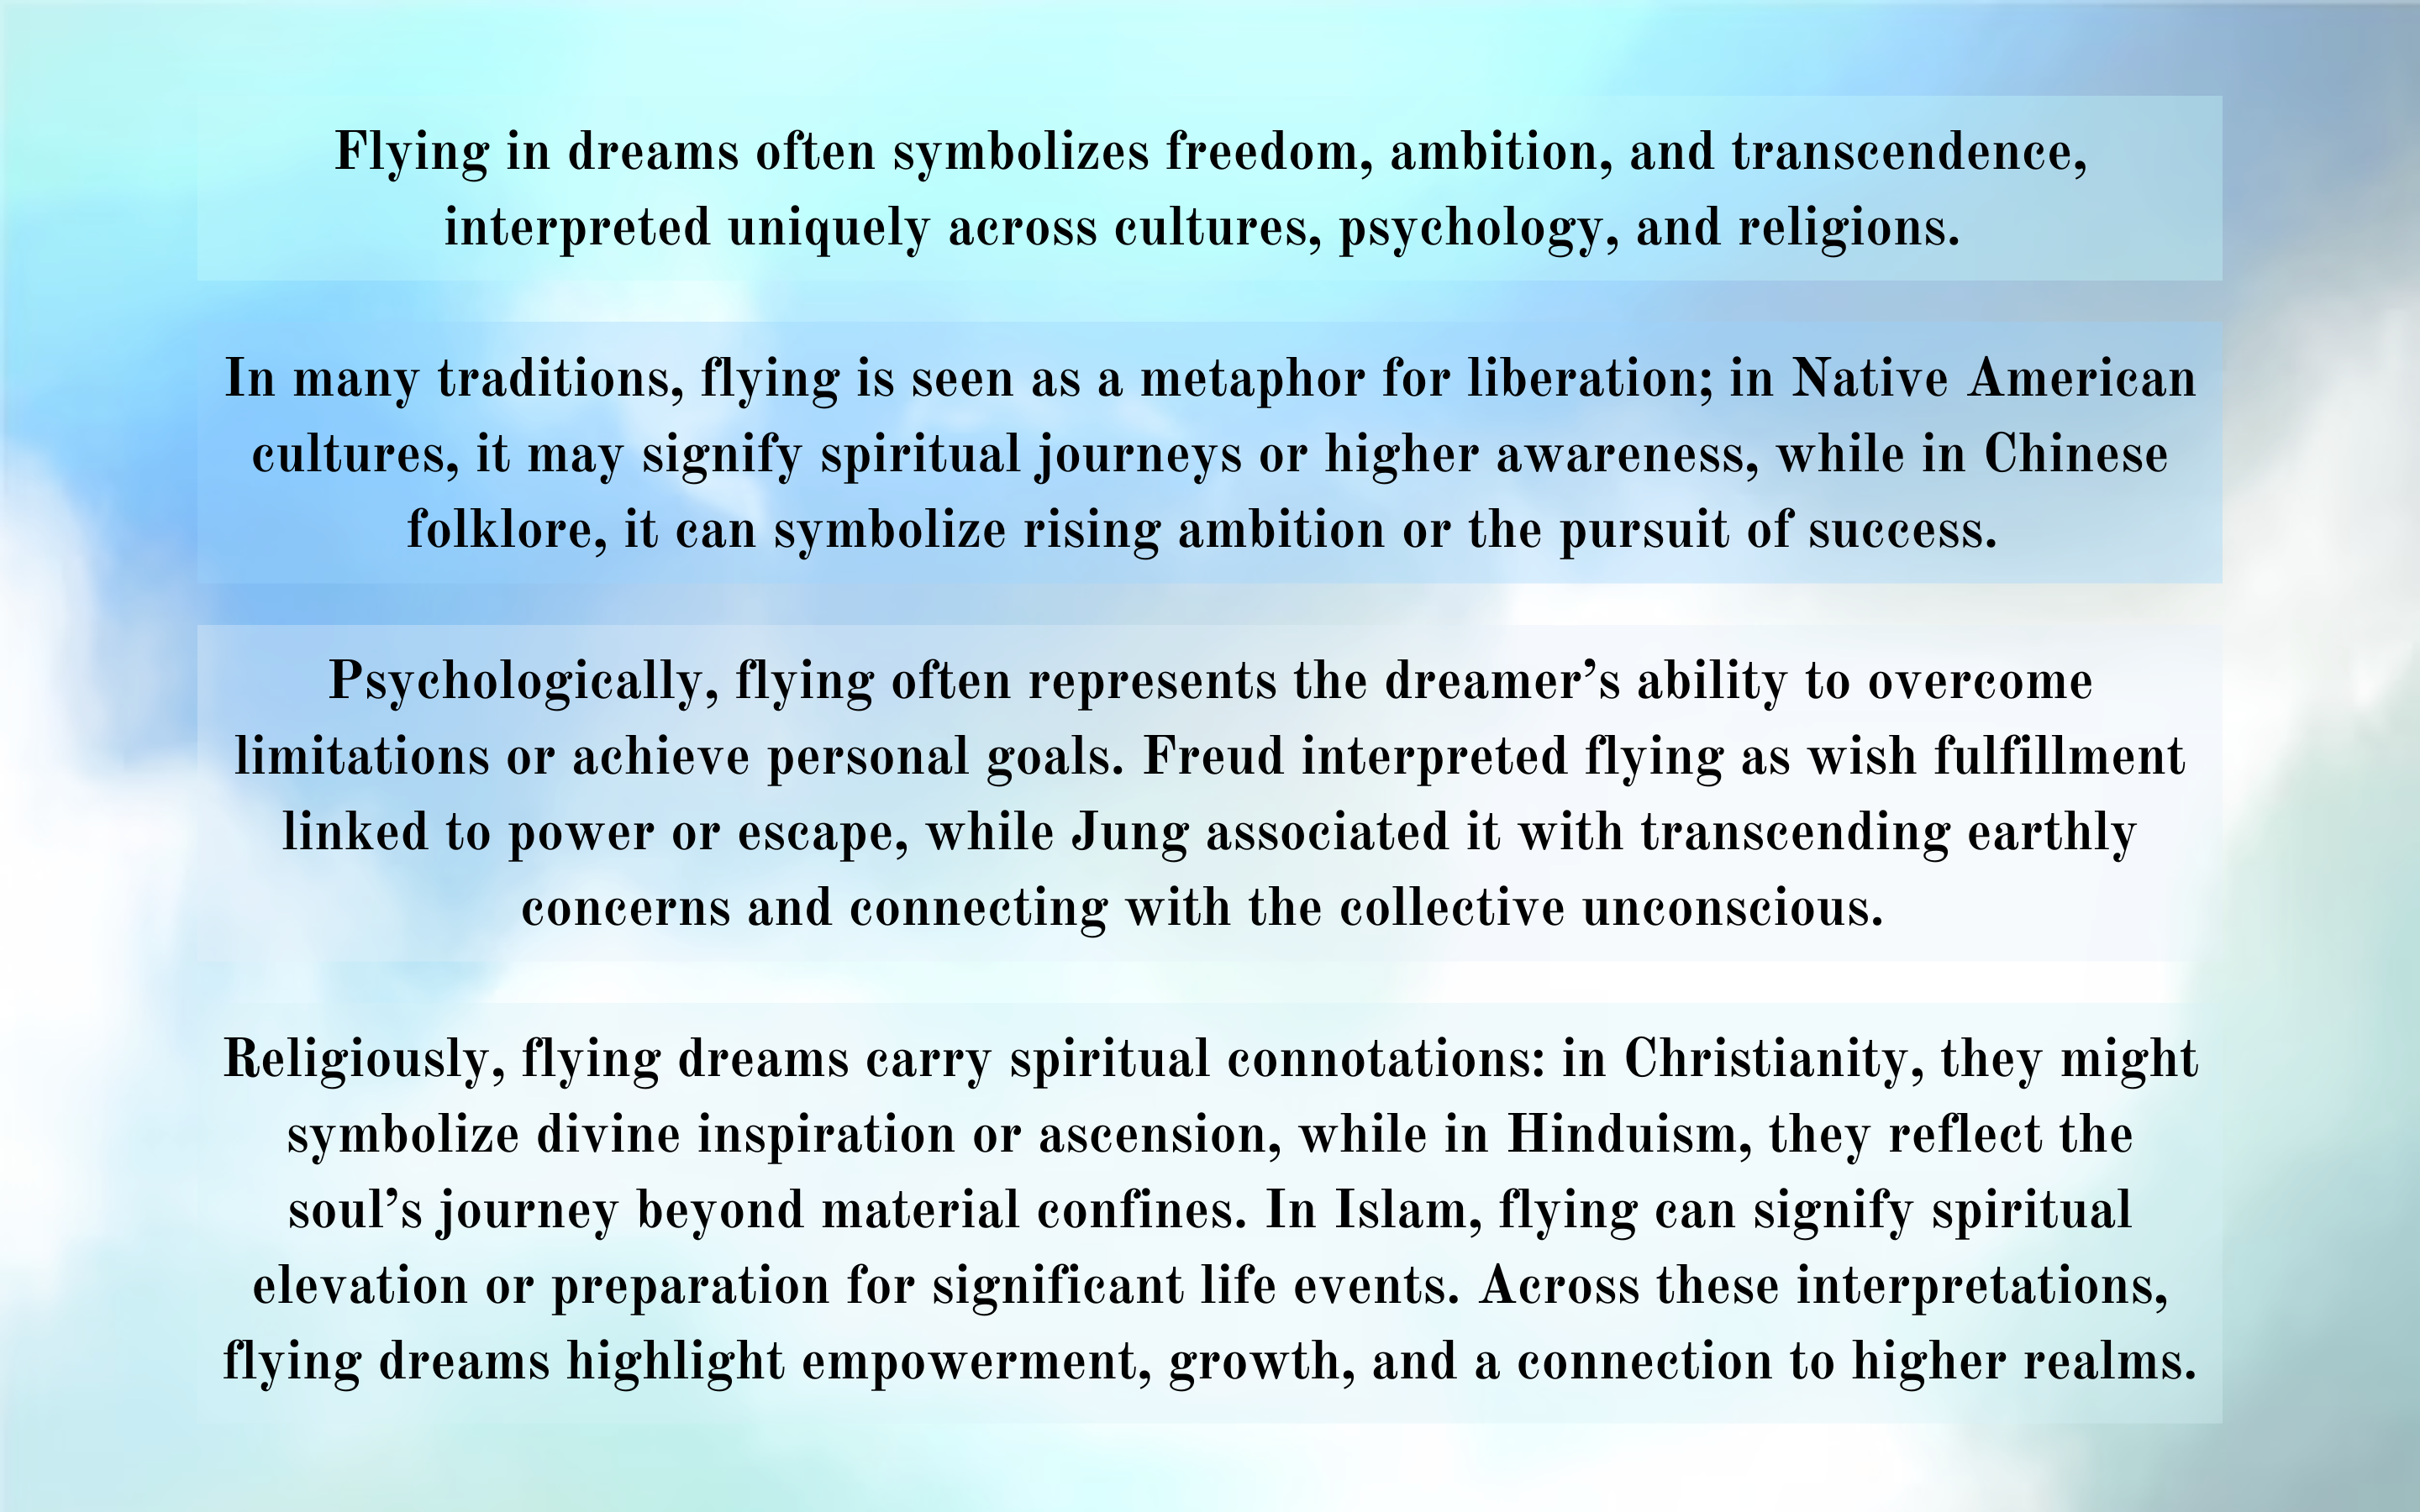 Flying in dreams often symbolizes freedom, ambition, and transcendence,
interpreted uniquely across cultures, psychology, and religions.
In many traditions, flying is seen as a metaphor for liberation; in Native American
cultures, it may signify spiritual journeys or higher awareness, while in Chinese
folklore, it can symbolize rising ambition or the pursuit of success.
Psychologically, flying often represents the dreamer’s ability to overcome
limitations or achieve personal goals. Freud interpreted flying as wish fulfillment
linked to power or escape, while Jung associated it with transcending earthly
concerns and connecting with the collective unconscious.
Religiously, flying dreams carry spiritual connotations: in Christianity, they might
symbolize divine inspiration or ascension, while in Hinduism, they reflect the
soul’s journey beyond material confines. In Islam, flying can signify spiritual
elevation or preparation for significant life events. Across these interpretations,
flying dreams highlight empowerment, growth, and a connection to higher realms.